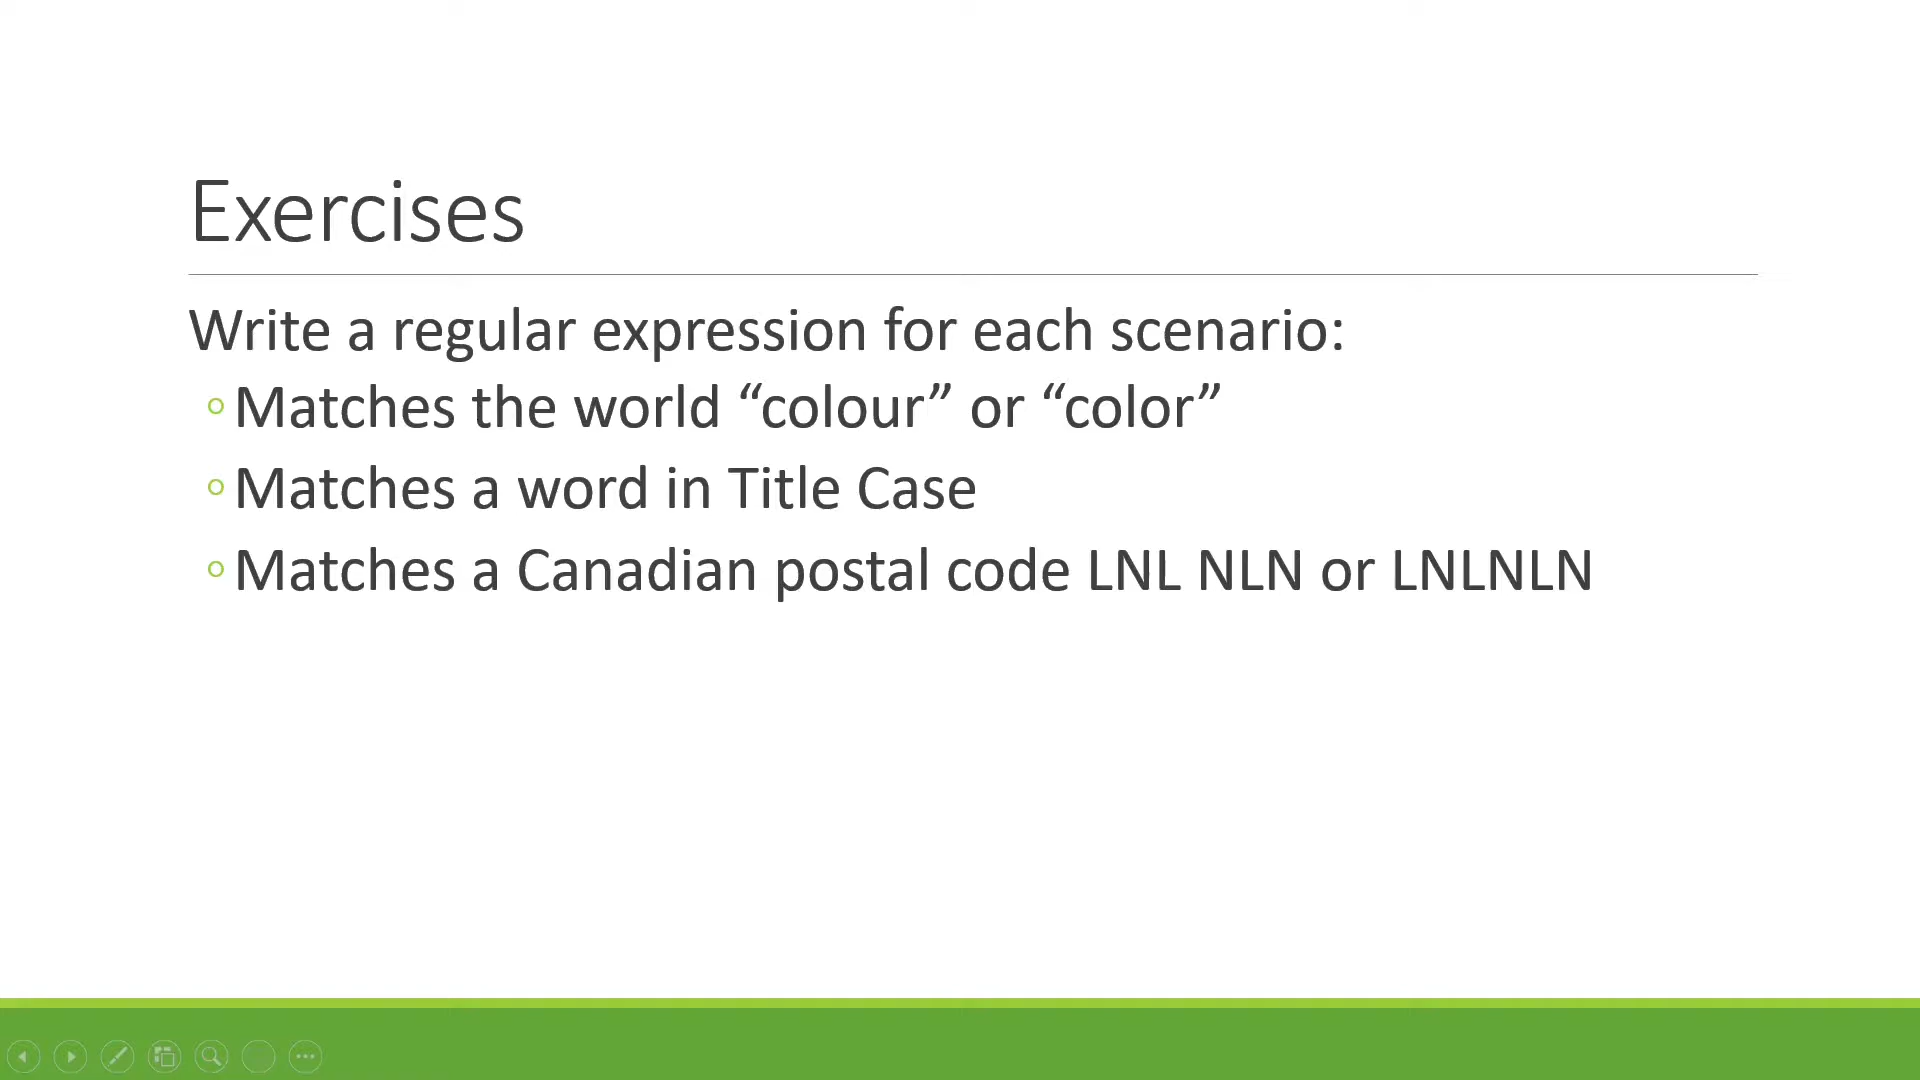 Exercises
Write a regular expression for each scenario:
◦Matches the world “colour” or “color”
◦Matches a word in Title Case
◦Matches a Canadian postal code LNL NLN or LNLNLN